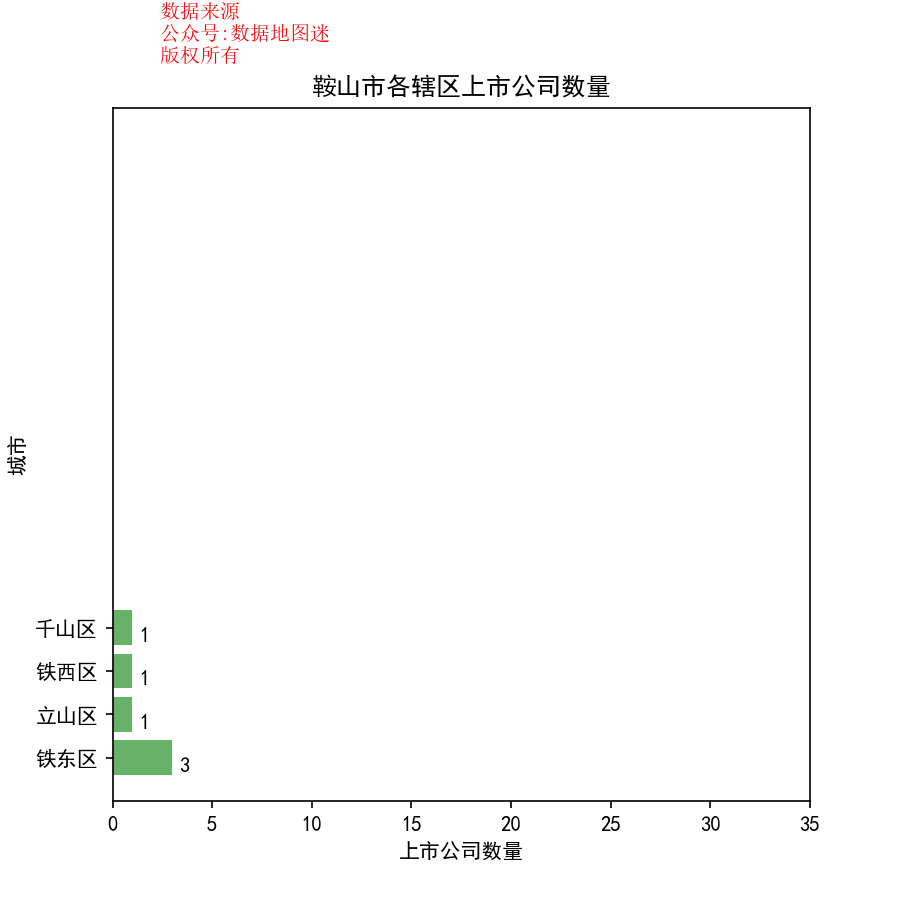 数据来源
公众号:数据地图迷
版权所有
鞍山市各辖区上市公司数量
城市
千山区 1
铁西区 1
立山区 1
铁东区 3
0 5 10 15 20 25 30 35
上市公司数量